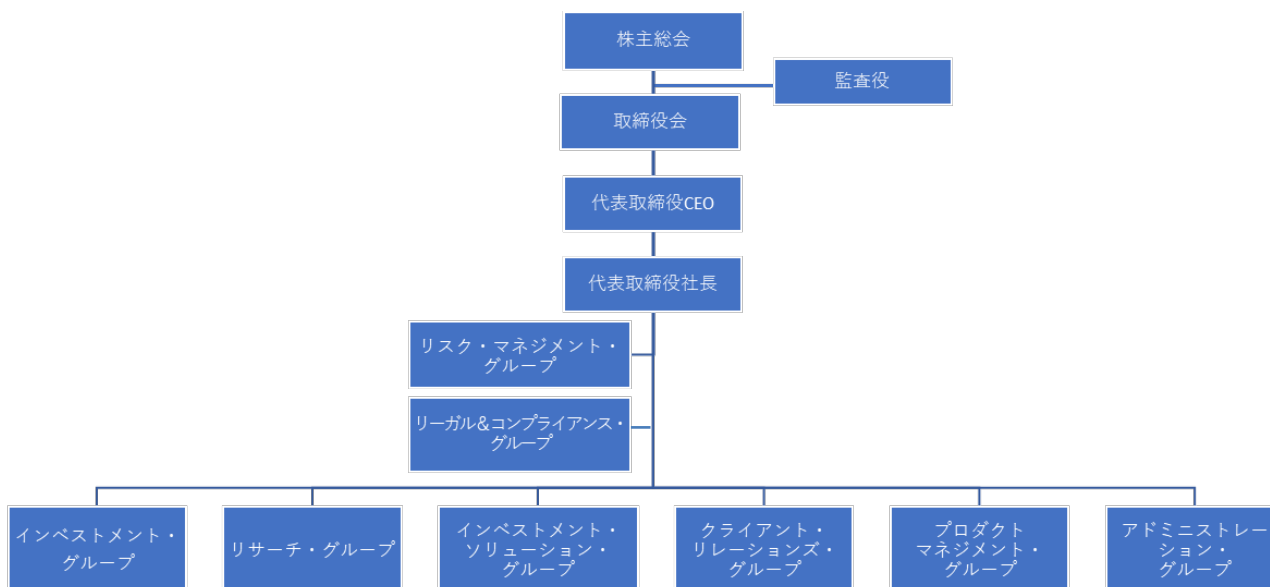 株主総会
監査役
取締役会
代表取締役CEO
代表取締役社長
リスク・マネジメント・
グループ
リーガル&コンプライアンス・
グループ
インベストメント・
グループ
リサーチ・グループ
インベストメント・
ソリューション・
グループ
クライアント・
リレーションズ・
グループ
プロダクト
マネジメント・
グループ
アドミニストレー
ション・
グループ